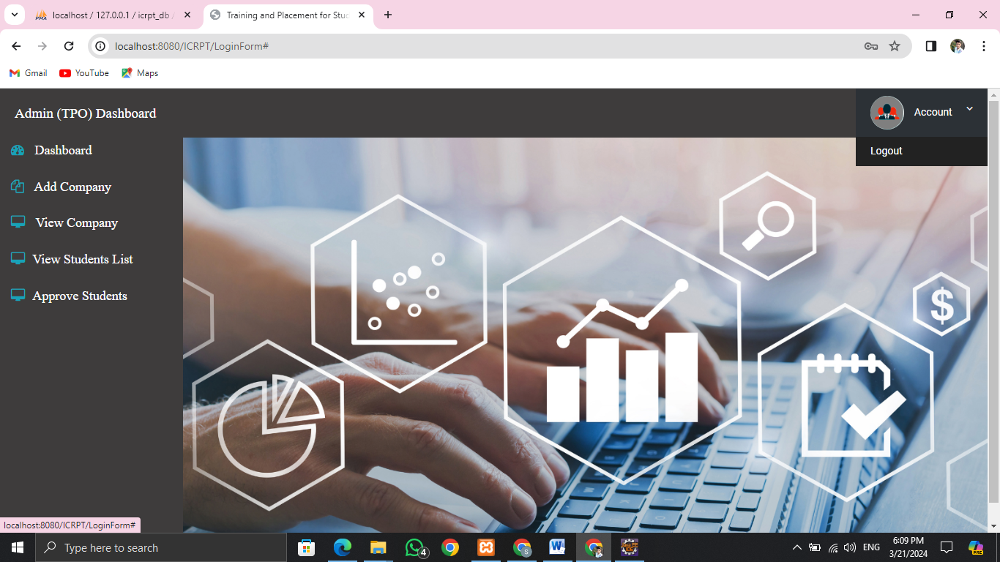 localhost / 127.0.0.1 / icrpt_db /
Training and Placement for Stud
localhost:8080/ICRPT/LoginForm#
Gmail
YouTube
Maps
Admin (TPO) Dashboard
Account
Logout
Dashboard
Add Company
View Company
View Students List
Approve Students
$
localhost:8080/ICRPT/LoginForm#
Type here to search
4
S
W
ENG
6:09 PM
3/21/2024
PRE